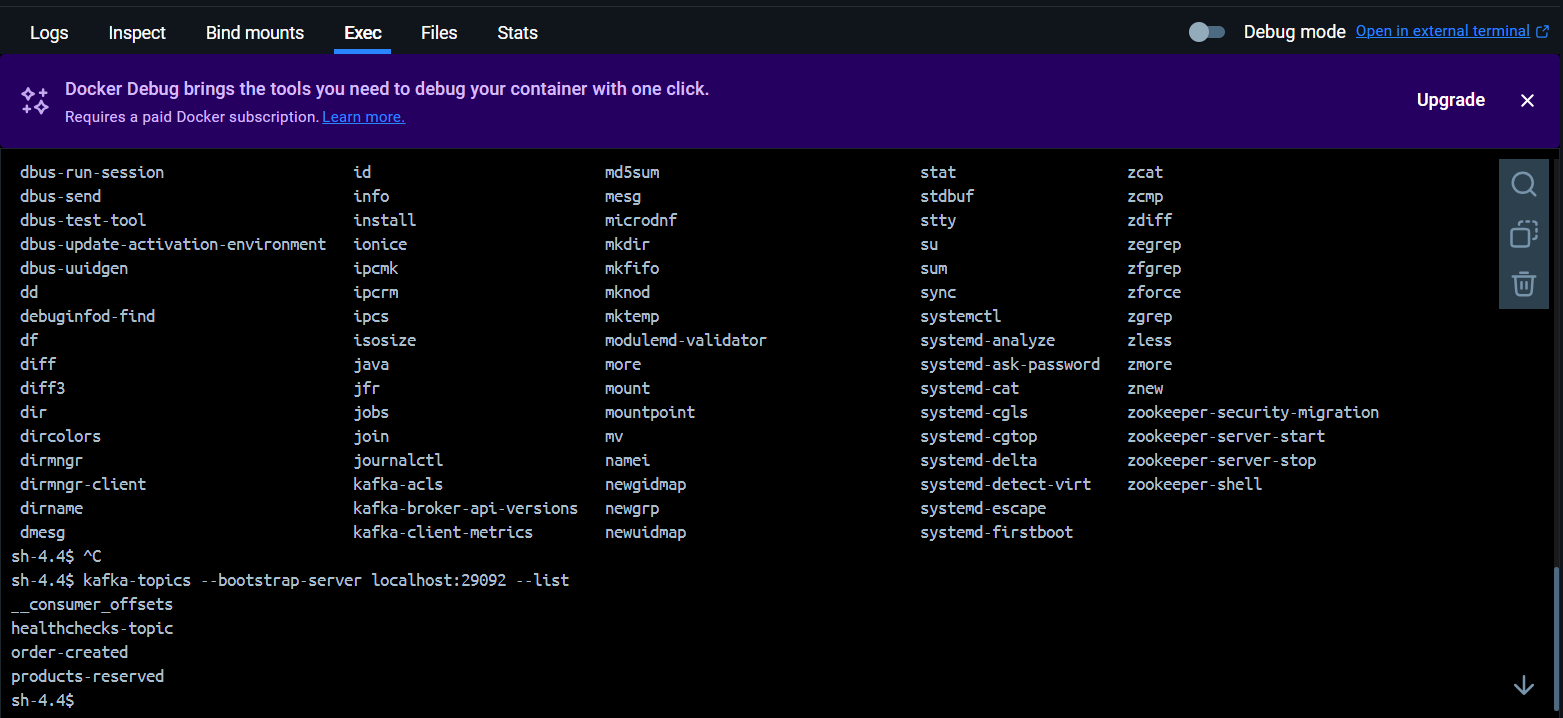 Logs Inspect Bind mounts Exec Files Stats Debug mode Open in external terminal
Docker Debug brings the tools you need to debug your container with one click.
Requires a paid Docker subscription. Learn more.
Upgrade
dbus-run-session id md5sum stat zcat
dbus-send info mesg stdbuf zcmp
dbus-test-tool install microdnf stty zdiff
dbus-update-activation-environment ionice mkdir su zegrep
dbus-uuidgen ipcmk mkfifo sum zfgrep
dd ipcrm mknod sync zforce
debuginfod-find ipcs mktemp systemctl zgrep
df isosize modulemd-validator systemd-analyze zless
diff java more systemd-ask-password zmore
diff3 jfr mount systemd-cat znew
dir jobs mountpoint systemd-cgls zookeeper-security-migration
dircolors join mv systemd-cgtop zookeeper-server-start
dirmngr journalctl namei systemd-delta zookeeper-server-stop
dirmngr-client kafka-acls newgidmap systemd-detect-virt zookeeper-shell
dirname kafka-broker-api-versions newgrp systemd-escape
dmesg kafka-client-metrics newuidmap systemd-firstboot
sh-4.4$ ^C
sh-4.4$ kafka-topics --bootstrap-server localhost:29092 --list
__consumer_offsets
healthchecks-topic
order-created
products-reserved
sh-4.4$